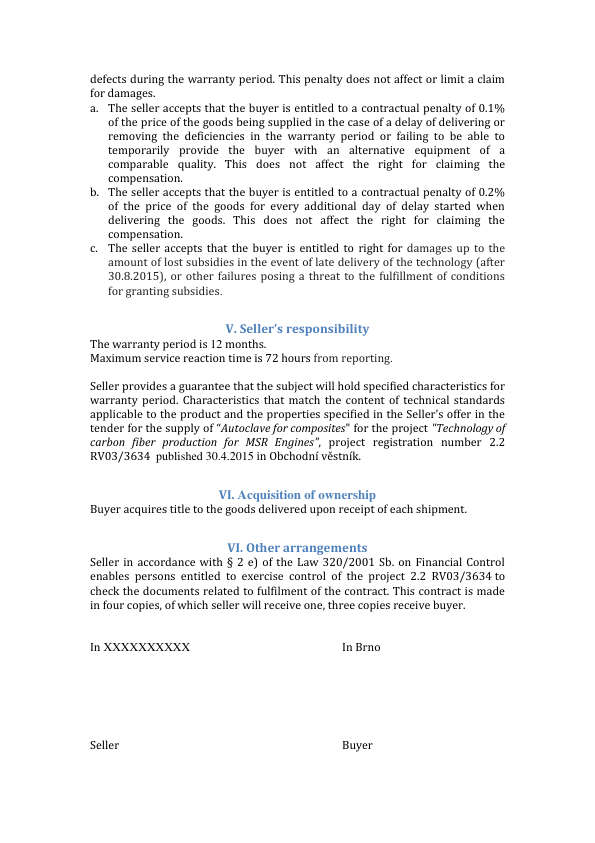 defects during the warranty period. This penalty does not affect or limit a claim
for damages.
a. The seller accepts that the buyer is entitled to a contractual penalty of 0.1%
of the price of the goods being supplied in the case of a delay of delivering or
removing the deficiencies in the warranty period or failing to be able to
temporarily provide the buyer with an alternative equipment of a
comparable quality. This does not affect the right for claiming the
compensation.
b. The seller accepts that the buyer is entitled to a contractual penalty of 0.2%
of the price of the goods for every additional day of delay started when
delivering the goods. This does not affect the right for claiming the
compensation.
c. The seller accepts that the buyer is entitled to right for damages up to the
amount of lost subsidies in the event of late delivery of the technology (after
30.8.2015), or other failures posing a threat to the fulfillment of conditions
for granting subsidies.
V. Seller's responsibility
The warranty period is 12 months.
Maximum service reaction time is 72 hours from reporting.
Seller provides a guarantee that the subject will hold specified characteristics for
warranty period. Characteristics that match the content of technical standards
applicable to the product and the properties specified in the Seller's offer in the
tender for the supply of "Autoclave for composites" for the project "Technology of
carbon fiber production for MSR Engines", project registration number 2.2
RV03/3634 published 30.4.2015 in Obchodní věstník.
VI. Acquisition of ownership
Buyer acquires title to the goods delivered upon receipt of each shipment.
VI. Other arrangements
Seller in accordance with § 2 e) of the Law 320/2001 Sb. on Financial Control
enables persons entitled to exercise control of the project 2.2 RV03/3634 to
check the documents related to fulfilment of the contract. This contract is made
in four copies, of which seller will receive one, three copies receive buyer.
In XXXXXXXXXX In Brno
Seller Buyer